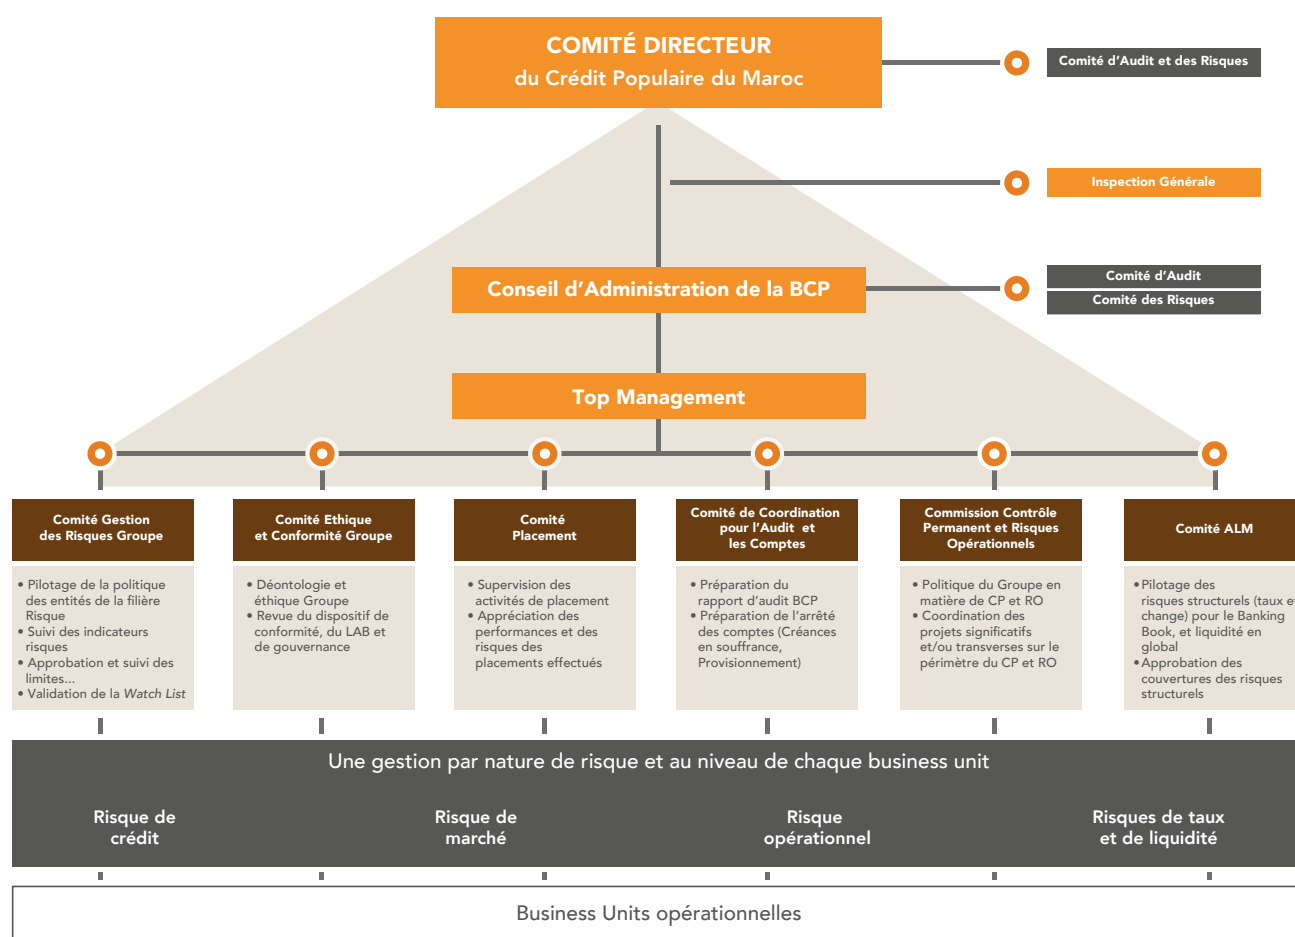 COMITÉ DIRECTEUR
du Crédit Populaire du Maroc
Comité d'Audit et des Risques
Inspection Générale
Conseil d'Administration de la BCP
Comité d'Audit
Comité des Risques
Top Management
Comité Gestion
des Risques Groupe
• Pilotage de la politique
des entités de la filière
Risque
• Suivi des indicateurs
risques
• Approbation et suivi des
limites...
• Validation de la Watch List
Comité Ethique
et Conformité Groupe
• Déontologie et
éthique Groupe
• Revue du dispositif de
conformité, du LAB et
de gouvernance
Comité
Placement
• Supervision des
activités de placement
• Appréciation des
performances et des
risques des
placements effectués
Comité de Coordination
pour l'Audit et
les Comptes
• Préparation du
rapport d'audit BCP
• Préparation de l'arrêté
des comptes (Créances
en souffrance,
Provisionnement)
Commission Contrôle
Permanent et Risques
Opérationnels
• Politique du Groupe en
matière de CP et RO
• Coordination des
projets significatifs
et/ou transverses sur le
périmètre du CP et RO
Comité ALM
• Pilotage des
risques structurels (taux et
change) pour le Banking
Book, et liquidité en
global
• Approbation des
couvertures des risques
structurels
Une gestion par nature de risque et au niveau de chaque business unit
Risque de
crédit
Risque de
marché
Risque
opérationnel
Risques de taux
et de liquidité
Business Units opérationnelles